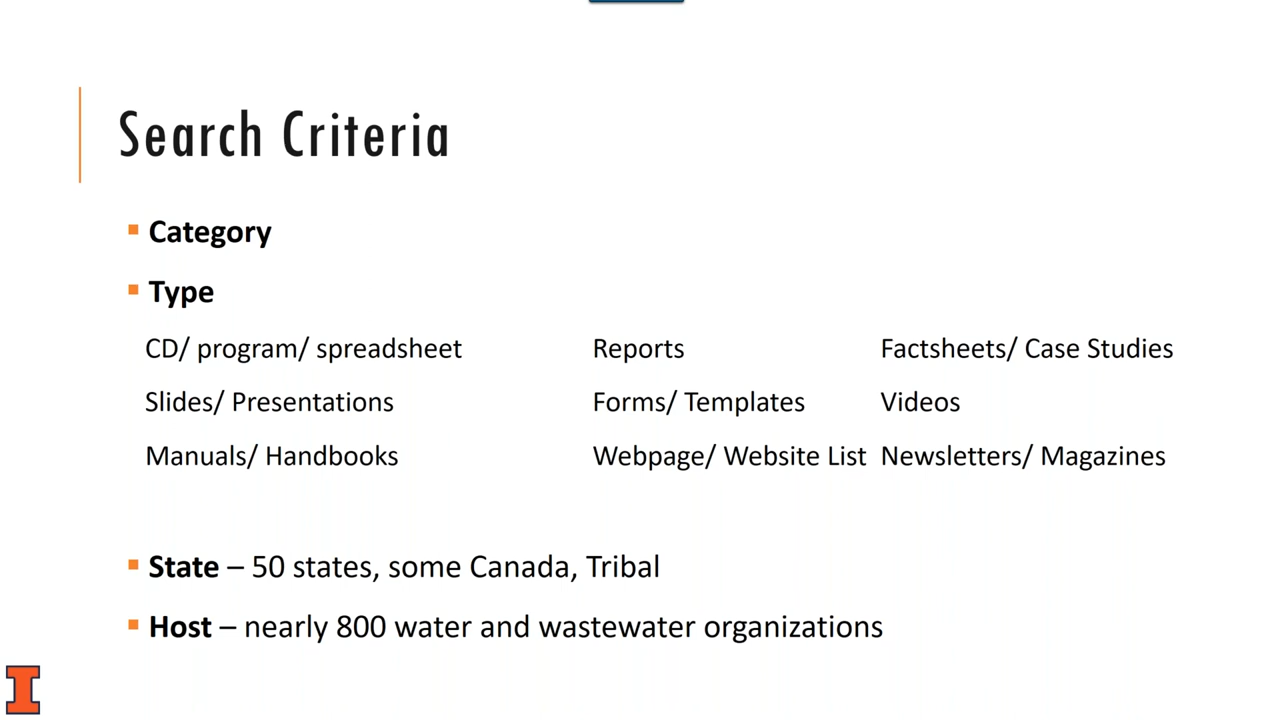 Search Criteria
Category
Type
CD/ program/ spreadsheet Reports Factsheets/ Case Studies
Slides/ Presentations Forms/ Templates Videos
Manuals/ Handbooks Webpage/ Website List Newsletters/ Magazines
State – 50 states, some Canada, Tribal
Host – nearly 800 water and wastewater organizations
I